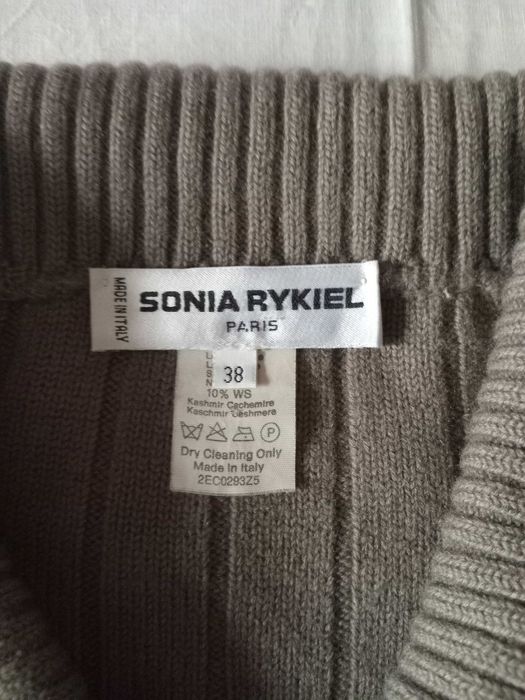 MADE IN ITALY
SONIA RYKIEL
PARIS
38
10% WS
Kashmir Cachemire
Kaschmir Cashmere
P
Dry Cleaning Only
Made in Italy
2EC0293Z5